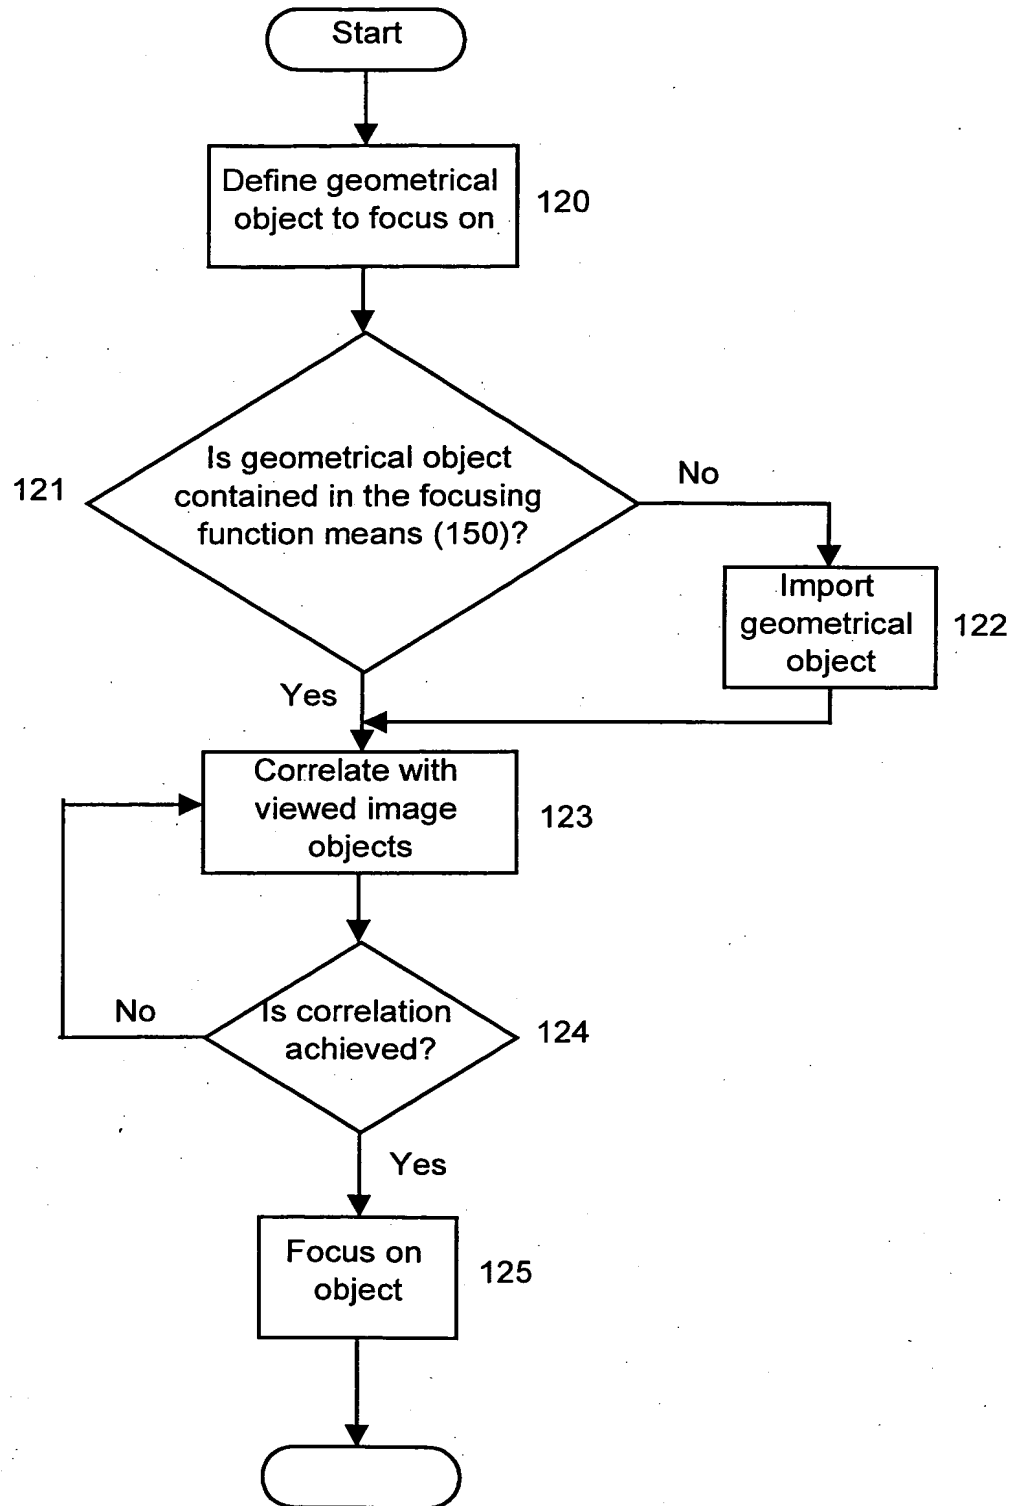 Start
Define geometrical
object to focus on
120
121
Is geometrical object
contained in the focusing
function means (150)?
No
Import
geometrical
object
122
Yes
Correlate with
viewed image
objects
123
No
Is correlation
achieved?
124
Yes
Focus on
object
125